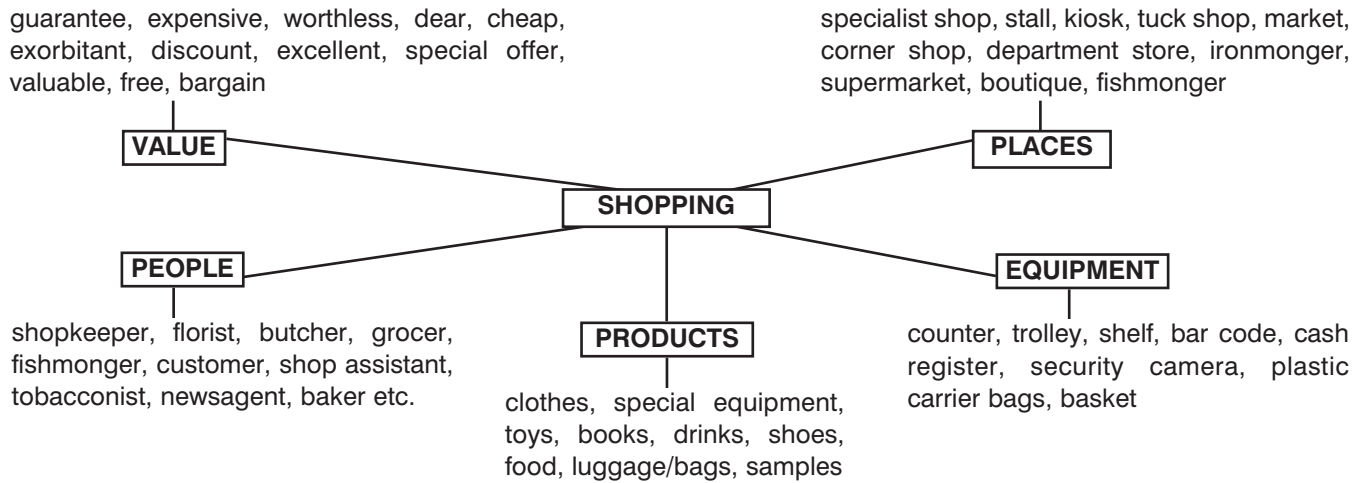 guarantee, expensive, worthless, dear, cheap,
exorbitant, discount, excellent, special offer,
valuable, free, bargain
VALUE
specialist shop, stall, kiosk, tuck shop, market,
corner shop, department store, ironmonger,
supermarket, boutique, fishmonger
PLACES
SHOPPING
PEOPLE
shopkeeper, florist, butcher, grocer,
fishmonger, customer, shop assistant,
tobacconist, newsagent, baker etc.
PRODUCTS
clothes, special equipment,
toys, books, drinks, shoes,
food, luggage/bags, samples
EQUIPMENT
counter, trolley, shelf, bar code, cash
register, security camera, plastic
carrier bags, basket